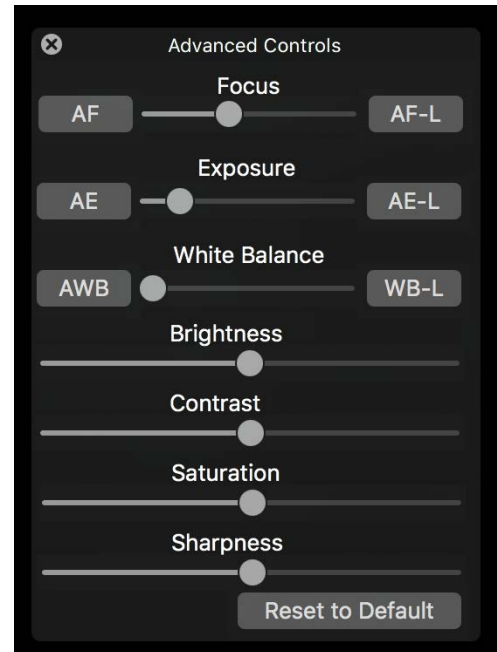 Advanced Controls
Focus
AF AF-L
Exposure
AE AE-L
White Balance
AWB WB-L
Brightness
Contrast
Saturation
Sharpness
Reset to Default